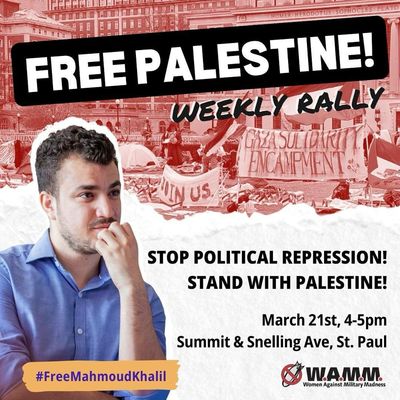 FREE PALESTINE!
WEEKLY RALLY
GAZA SOLIDARITY
ENCAMPMENT
JOIN US
STOP POLITICAL REPRESSION!
STAND WITH PALESTINE!
March 21st, 4-5pm
Summit & Snelling Ave, St. Paul
#FreeMahmoudKhalil
W.A.M.M.
Women Against Military Madness